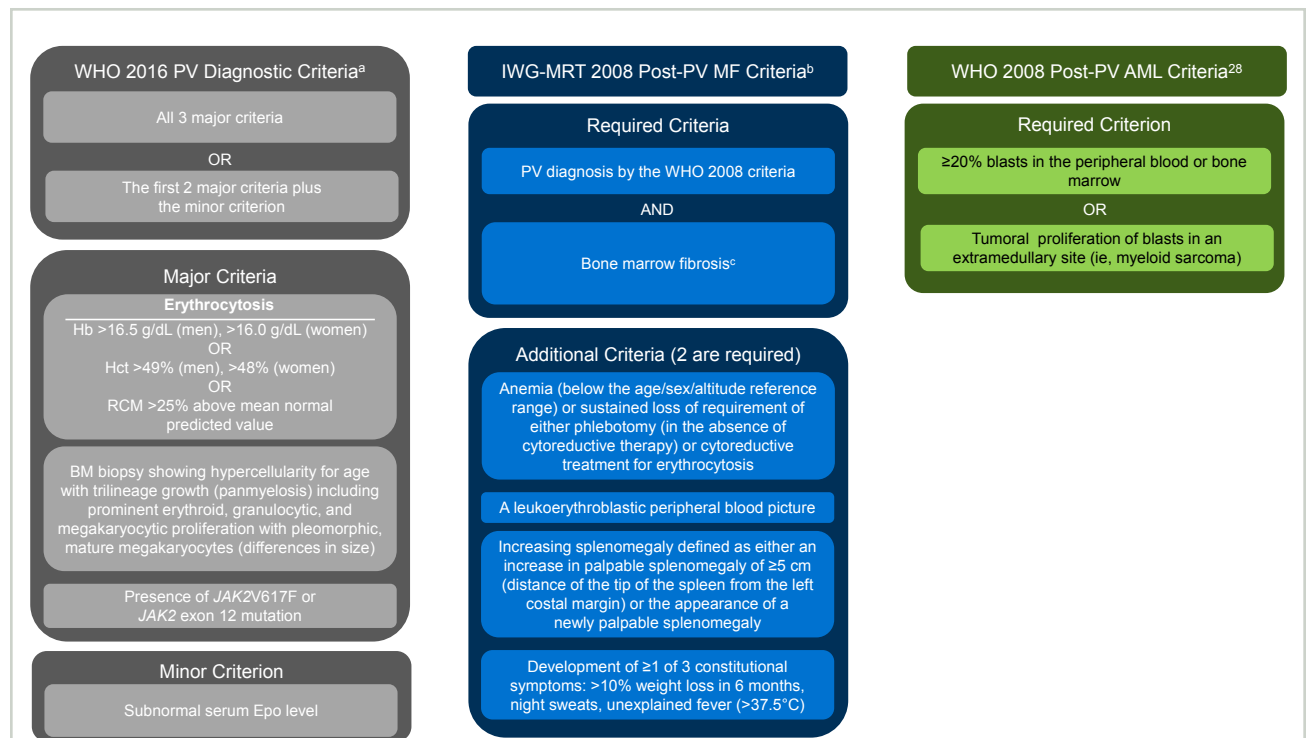 WHO 2016 PV Diagnostic Criteriaᵃ
All 3 major criteria
OR
The first 2 major criteria plus
the minor criterion
Major Criteria
Erythrocytosis
Hb >16.5 g/dL (men), >16.0 g/dL (women)
OR
Hct >49% (men), >48% (women)
OR
RCM >25% above mean normal
predicted value
BM biopsy showing hypercellularity for age
with trilineage growth (panmyelosis) including
prominent erythroid, granulocytic, and
megakaryocytic proliferation with pleomorphic,
mature megakaryocytes (differences in size)
Presence of JAK2V617F or
JAK2 exon 12 mutation
Minor Criterion
Subnormal serum Epo level
IWG-MRT 2008 Post-PV MF Criteriaᵇ
Required Criteria
PV diagnosis by the WHO 2008 criteria
AND
Bone marrow fibrosisᶜ
Additional Criteria (2 are required)
Anemia (below the age/sex/altitude reference
range) or sustained loss of requirement of
either phlebotomy (in the absence of
cytoreductive therapy) or cytoreductive
treatment for erythrocytosis
A leukoerythroblastic peripheral blood picture
Increasing splenomegaly defined as either an
increase in palpable splenomegaly of ≥5 cm
(distance of the tip of the spleen from the left
costal margin) or the appearance of a
newly palpable splenomegaly
Development of ≥1 of 3 constitutional
symptoms: >10% weight loss in 6 months,
night sweats, unexplained fever (>37.5°C)
WHO 2008 Post-PV AML Criteria²⁸
Required Criterion
≥20% blasts in the peripheral blood or bone
marrow
OR
Tumoral proliferation of blasts in an
extramedullary site (ie, myeloid sarcoma)